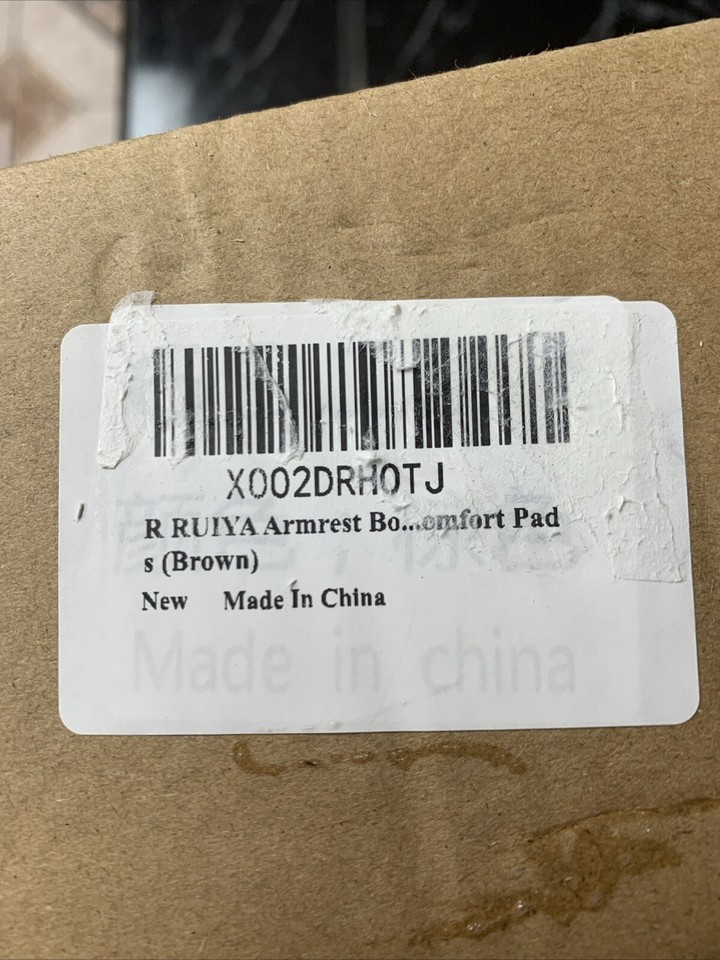 X002DRH0TJ
R RUIYA Armrest Bo...omfort Pad
s (Brown)
New Made In China
Made in china